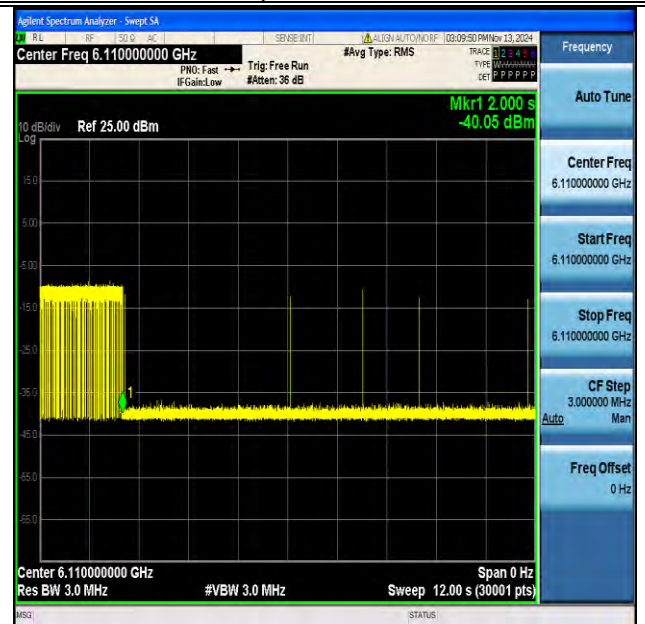 Agilent Spectrum Analyzer - Swept SA
RL RF 50 Ω AC SENSE:INT ALIGN AUTO/NO RF 03:09:50 PM Nov 13, 2024
Center Freq 6.110000000 GHz #Avg Type: RMS TRACE 1 2 3 4 5 6
PNO: Fast Trig: Free Run TYPE
IFGain:Low #Atten: 36 dB DET P P P P P P
Mkr1 2.000 s
10 dB/div Ref 25.00 dBm -40.05 dBm
Log
15.0
5.00
-5.00
-15.0
-25.0
-35.0
1
-45.0
-55.0
-65.0
Center 6.110000000 GHz Span 0 Hz
Res BW 3.0 MHz #VBW 3.0 MHz Sweep 12.00 s (30001 pts)
MSG STATUS
Frequency
Auto Tune
Center Freq
6.110000000 GHz
Start Freq
6.110000000 GHz
Stop Freq
6.110000000 GHz
CF Step
3.000000 MHz
Auto Man
Freq Offset
0 Hz